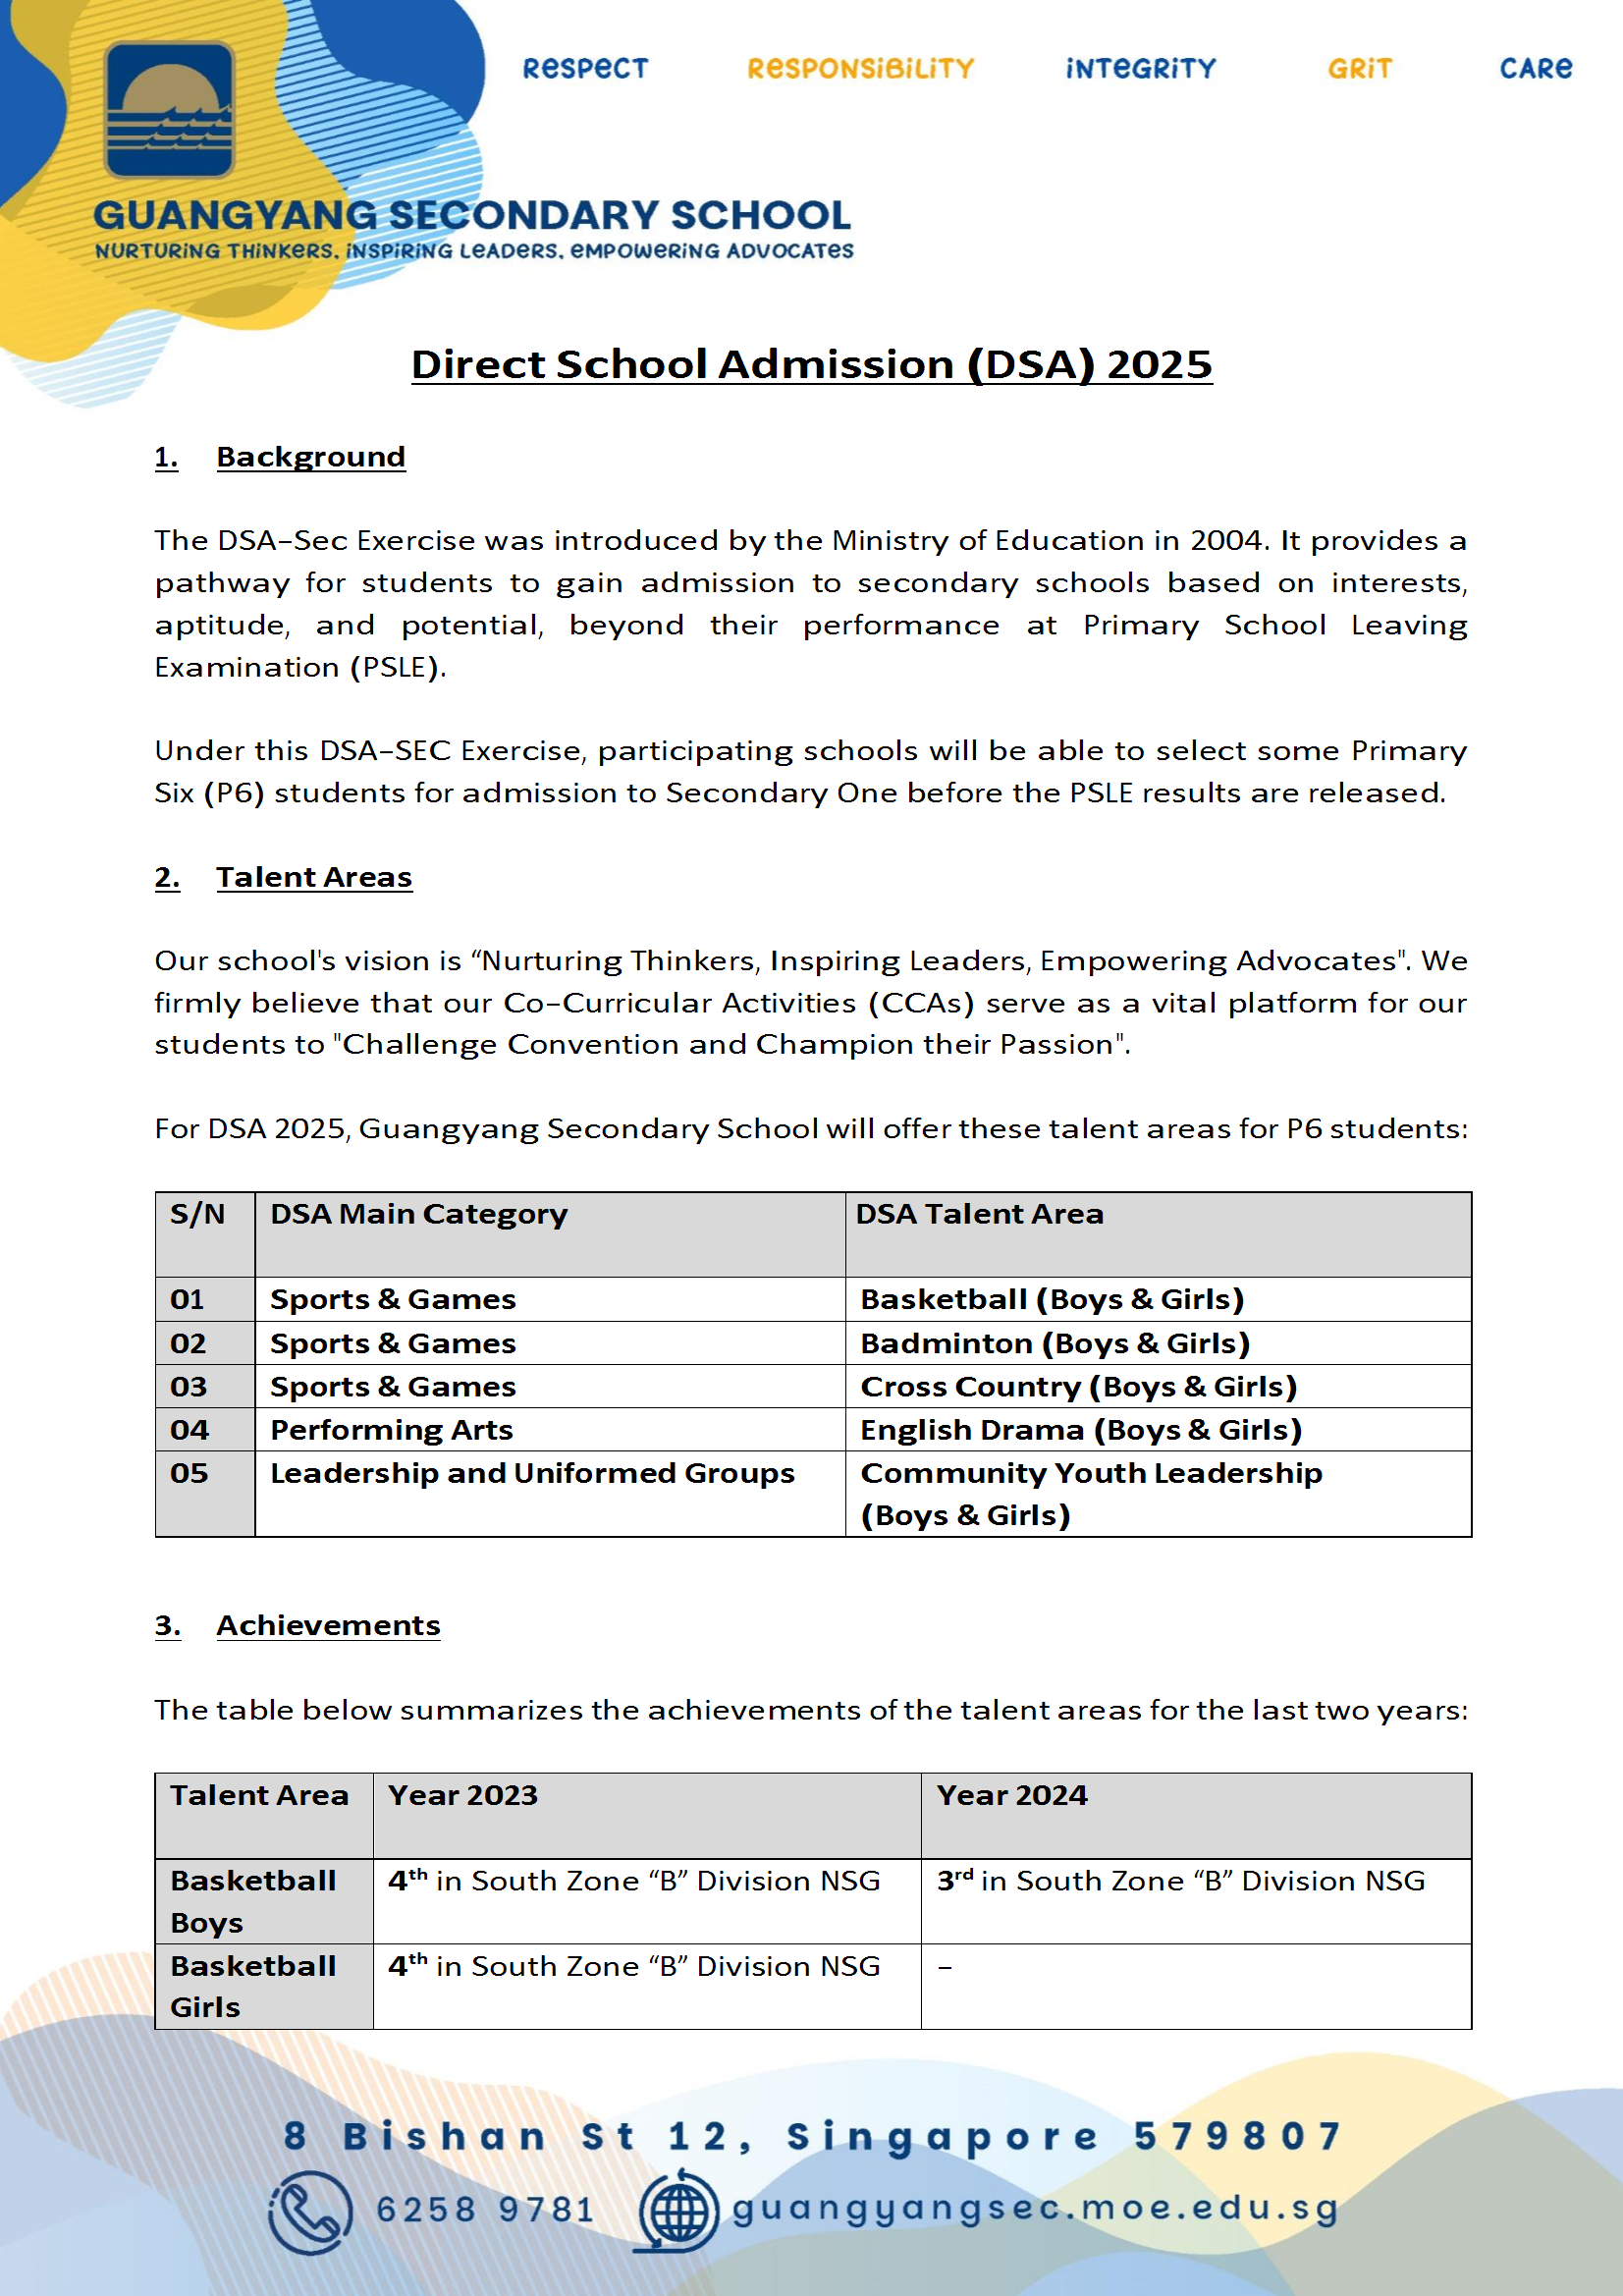 RESPECT RESPONSIBILITY INTEGRITY GRIT CARE
GUANGYANG SECONDARY SCHOOL
NURTURING THINKERS, INSPIRING LEADERS, EMPOWERING ADVOCATES
Direct School Admission (DSA) 2025
1. Background
The DSA–Sec Exercise was introduced by the Ministry of Education in 2004. It provides a
pathway for students to gain admission to secondary schools based on interests,
aptitude, and potential, beyond their performance at Primary School Leaving
Examination (PSLE).
Under this DSA–SEC Exercise, participating schools will be able to select some Primary
Six (P6) students for admission to Secondary One before the PSLE results are released.
2. Talent Areas
Our school's vision is “Nurturing Thinkers, Inspiring Leaders, Empowering Advocates". We
firmly believe that our Co–Curricular Activities (CCAs) serve as a vital platform for our
students to "Challenge Convention and Champion their Passion".
For DSA 2025, Guangyang Secondary School will offer these talent areas for P6 students:
S/N DSA Main Category DSA Talent Area
01 Sports & Games Basketball (Boys & Girls)
02 Sports & Games Badminton (Boys & Girls)
03 Sports & Games Cross Country (Boys & Girls)
04 Performing Arts English Drama (Boys & Girls)
05 Leadership and Uniformed Groups Community Youth Leadership
(Boys & Girls)
3. Achievements
The table below summarizes the achievements of the talent areas for the last two years:
Talent Area Year 2023 Year 2024
Basketball 4th in South Zone “B” Division NSG 3rd in South Zone “B” Division NSG
Boys
Basketball 4th in South Zone “B” Division NSG –
Girls
8 Bishan St 12, Singapore 579807
6258 9781 guangyangsec.moe.edu.sg